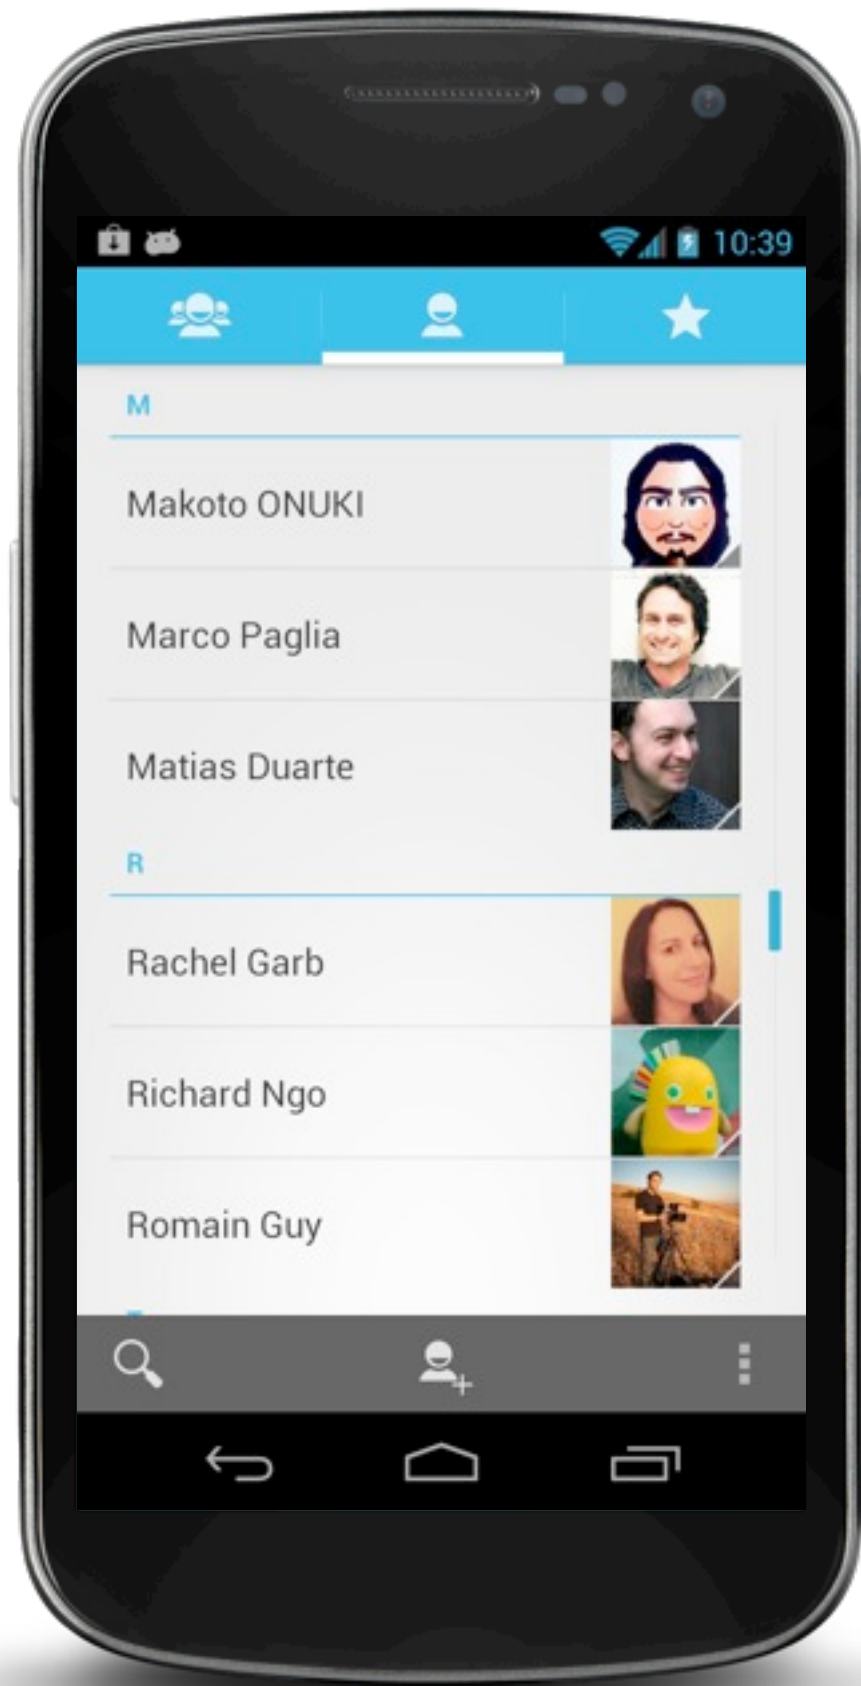 10:39
M
Makoto ONUKI
Marco Paglia
Matias Duarte
R
Rachel Garb
Richard Ngo
Romain Guy